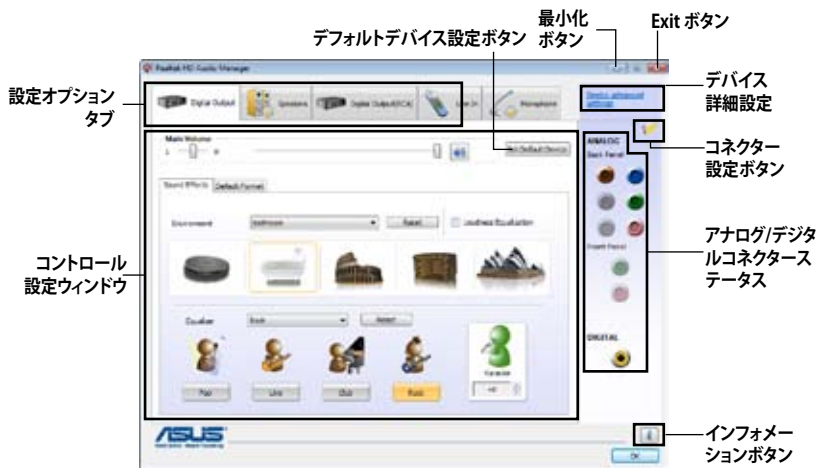 最小化
ボタン
Exit ボタン
デフォルトデバイス設定ボタン
Realtek HD Audio Manager
設定オプション
タブ
Digital Output
Speakers
Digital Output(RCA)
Line In
Microphone
Device advanced
settings
デバイス
詳細設定
Main Volume
L
R
Set Default Device
ANALOG
Back Panel
コネクター
設定ボタン
Sound Effects
Default Format
Environment
Bathroom
Reset
Loudness Equalization
Front Panel
アナログ/デジタ
ルコネクタース
テータス
コントロール
設定ウィンドウ
Equalizer
Rock
Reset
Pop
Live
Club
Rock
Karaoke
+0
DIGITAL
ASUS
インフォメー
ションボタン
OK